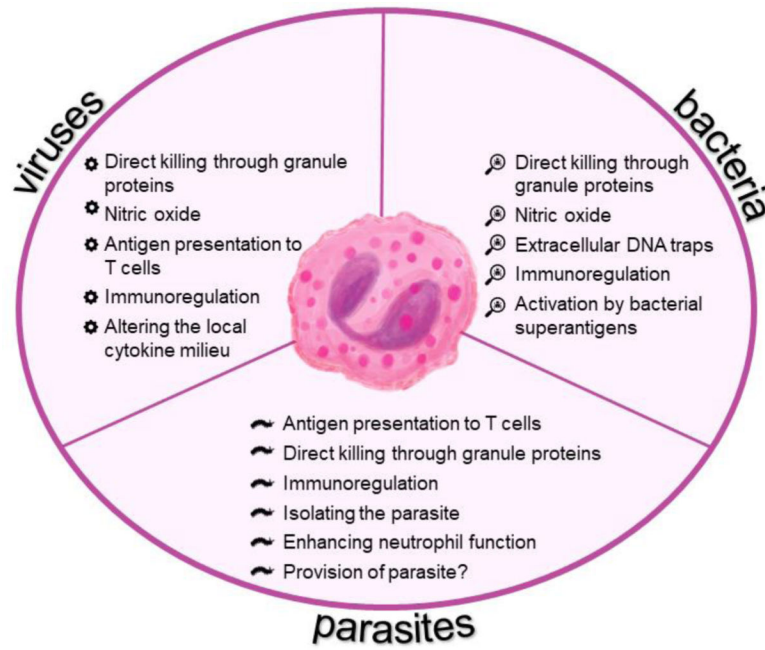 viruses
Direct killing through granule
proteins
Nitric oxide
Antigen presentation to
T cells
Immunoregulation
Altering the local
cytokine milieu
bacteria
Direct killing through
granule proteins
Nitric oxide
Extracellular DNA traps
Immunoregulation
Activation by bacterial
superantigens
Antigen presentation to T cells
Direct killing through granule proteins
Immunoregulation
Isolating the parasite
Enhancing neutrophil function
Provision of parasite?
parasites